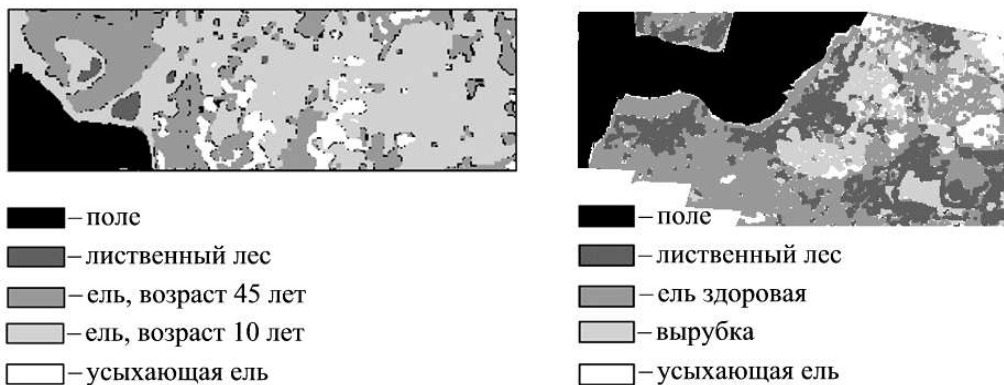 – поле
– лиственный лес
– ель, возраст 45 лет
– ель, возраст 10 лет
– усыхающая ель
– поле
– лиственный лес
– ель здоровая
– вырубка
– усыхающая ель